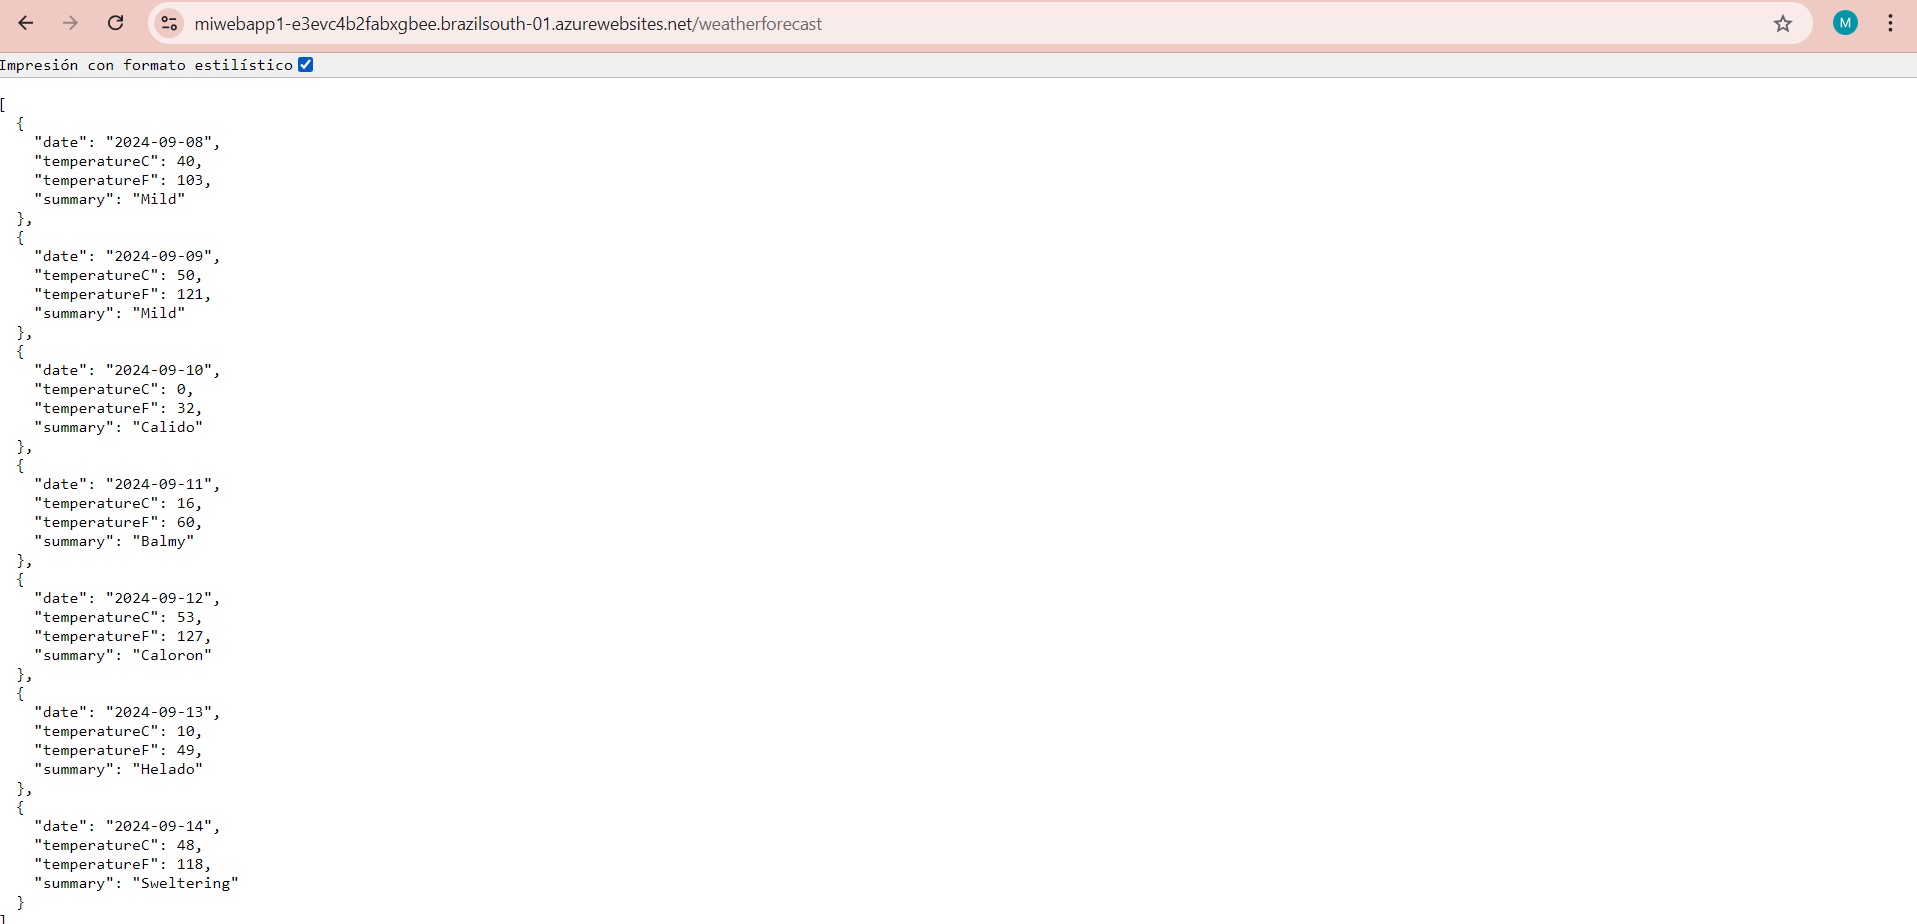 miwebapp1-e3evc4b2fabxgbee.brazilsouth-01.azurewebsites.net/weatherforecast
M
Impresión con formato estilístico
[
  {
    "date": "2024-09-08",
    "temperatureC": 40,
    "temperatureF": 103,
    "summary": "Mild"
  },
  {
    "date": "2024-09-09",
    "temperatureC": 50,
    "temperatureF": 121,
    "summary": "Mild"
  },
  {
    "date": "2024-09-10",
    "temperatureC": 0,
    "temperatureF": 32,
    "summary": "Calido"
  },
  {
    "date": "2024-09-11",
    "temperatureC": 16,
    "temperatureF": 60,
    "summary": "Balmy"
  },
  {
    "date": "2024-09-12",
    "temperatureC": 53,
    "temperatureF": 127,
    "summary": "Caloron"
  },
  {
    "date": "2024-09-13",
    "temperatureC": 10,
    "temperatureF": 49,
    "summary": "Helado"
  },
  {
    "date": "2024-09-14",
    "temperatureC": 48,
    "temperatureF": 118,
    "summary": "Sweltering"
  }
]